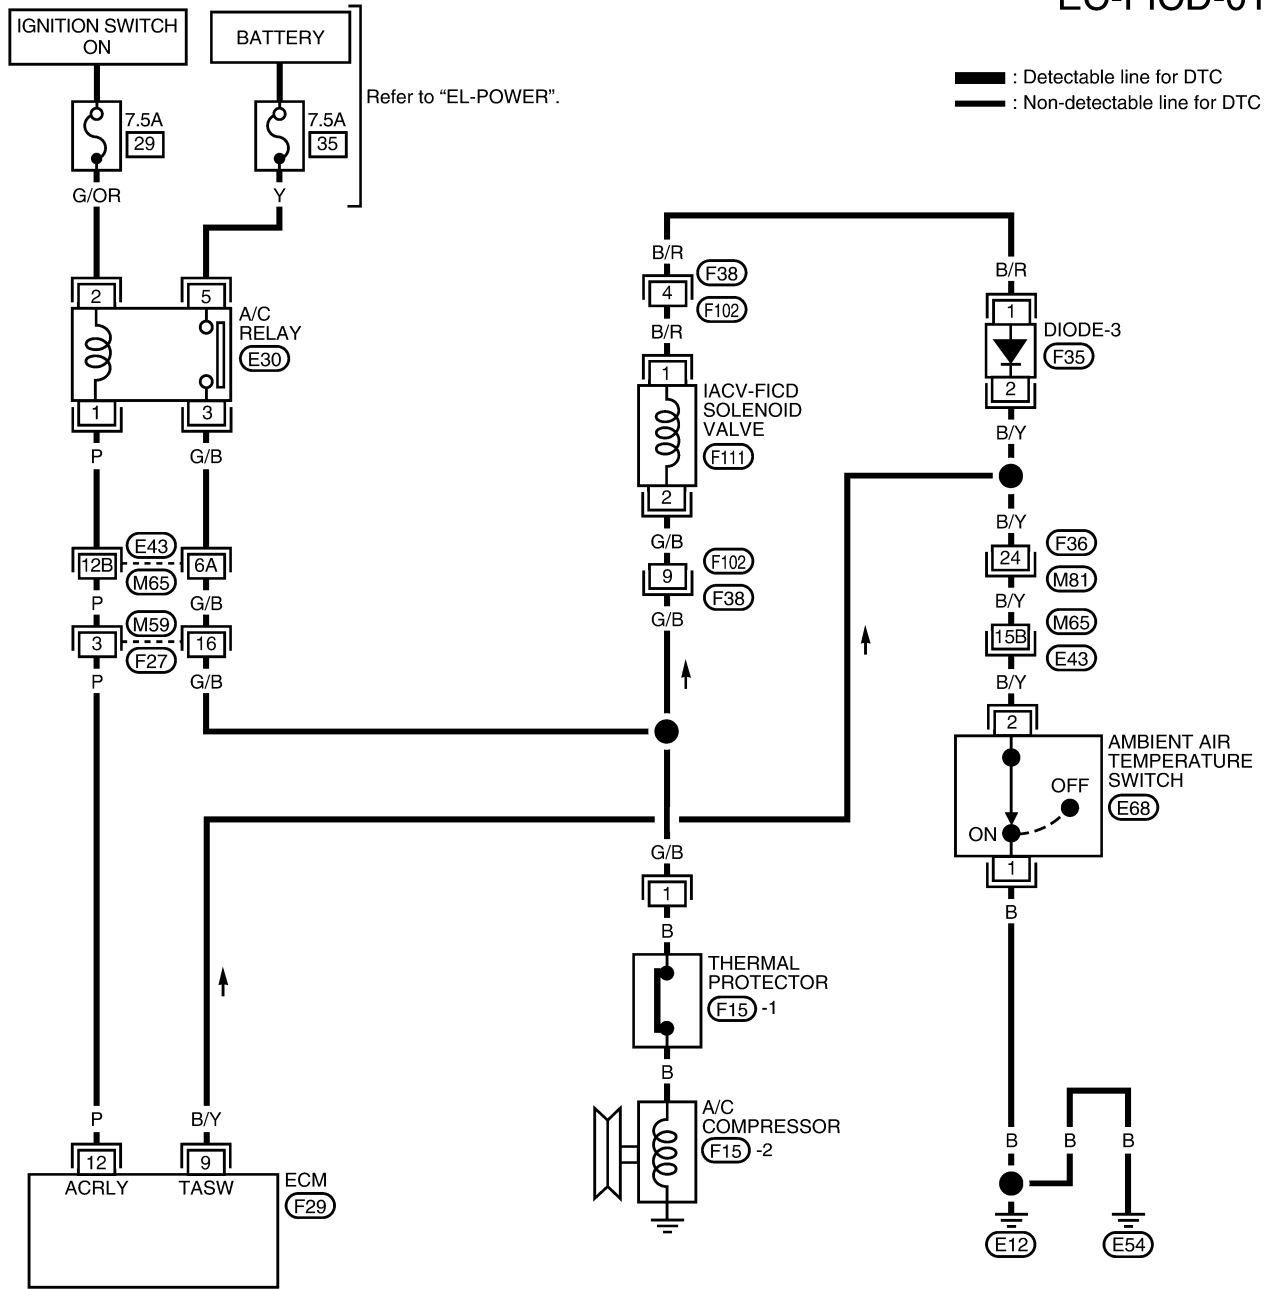 IGNITION SWITCH
ON
BATTERY
Refer to “EL-POWER”.
7.5A
29
7.5A
35
G/OR
Y
: Detectable line for DTC
: Non-detectable line for DTC
2
5
A/C
RELAY
E30
1
3
P
G/B
12B
E43
M65
6A
P
G/B
3
M59
F27
16
P
G/B
B/R
4
F38
F102
B/R
1
IACV-FICD
SOLENOID
VALVE
F111
2
G/B
9
F102
F38
G/B
B/R
1
DIODE-3
F35
2
B/Y
B/Y
24
F36
M81
B/Y
15B
M65
E43
B/Y
2
AMBIENT AIR
TEMPERATURE
SWITCH
E68
OFF
ON
1
B
G/B
1
B
THERMAL
PROTECTOR
F15 -1
B
A/C
COMPRESSOR
F15 -2
P
B/Y
12
9
ACRLY
TASW
ECM
F29
B
B
B
E12
E54